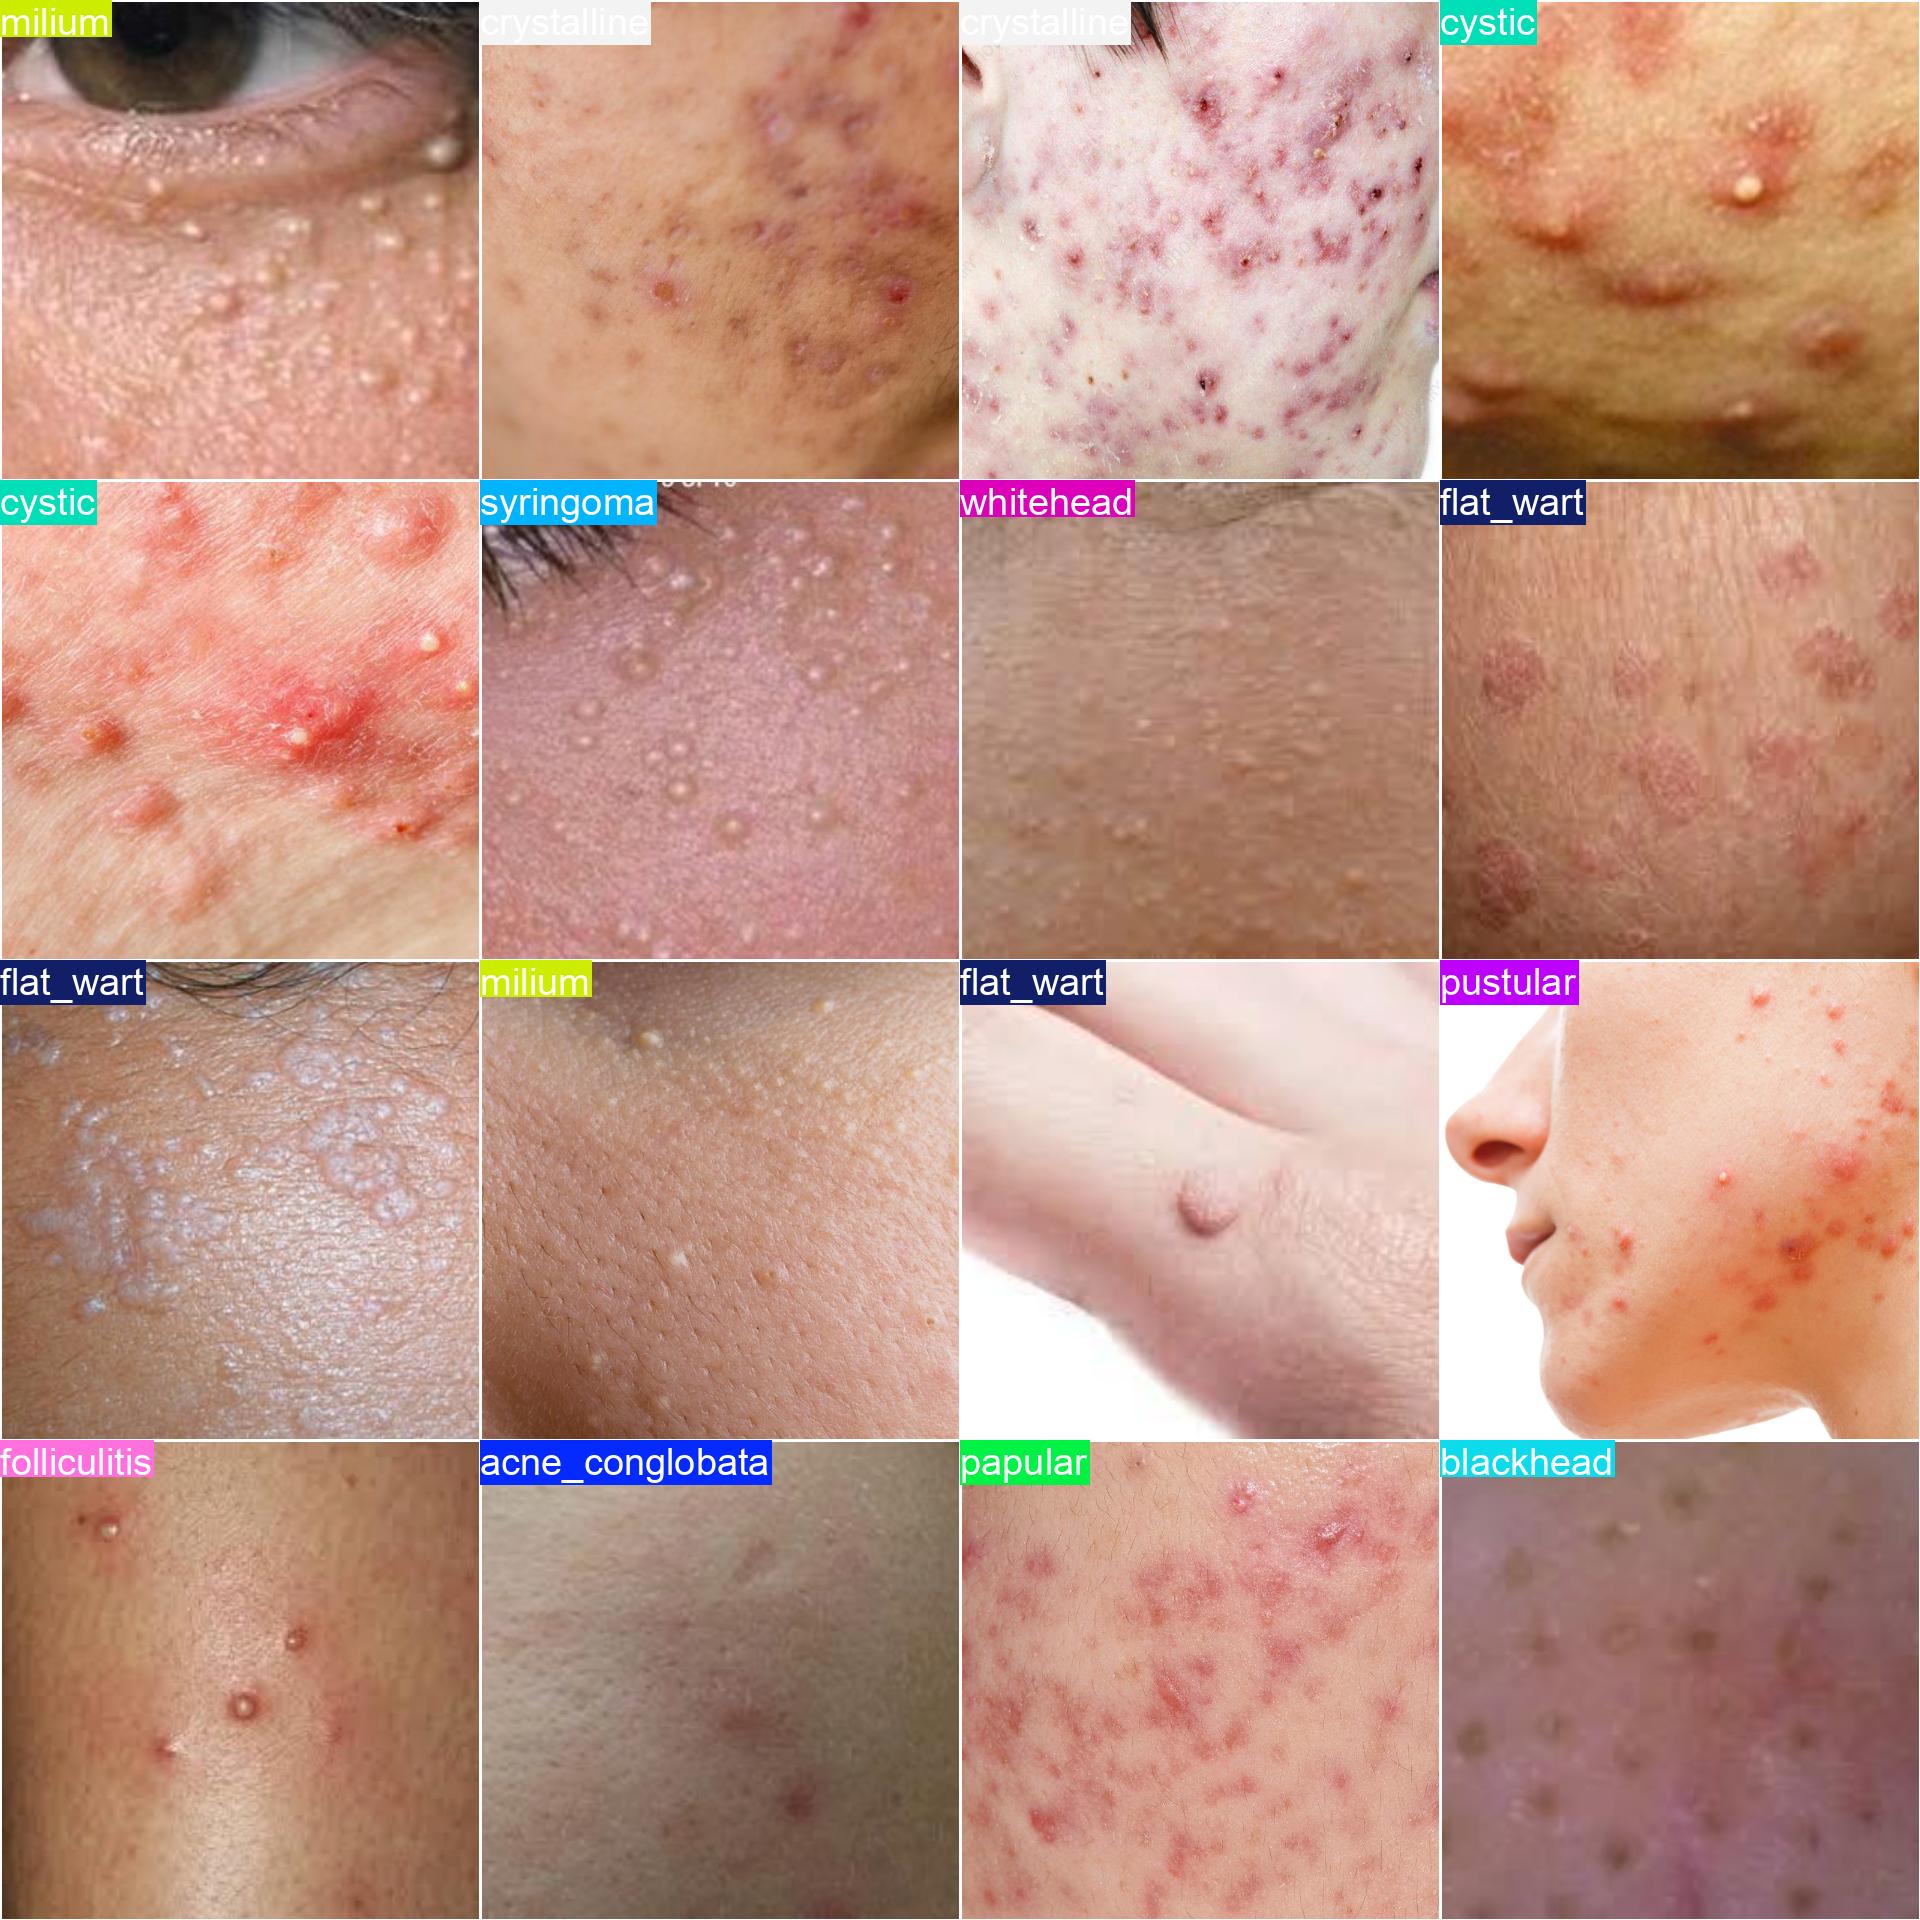 milium
crystalline
crystalline
cystic
cystic
syringoma
whitehead
flat_wart
flat_wart
milium
flat_wart
pustular
folliculitis
acne_conglobata
papular
blackhead